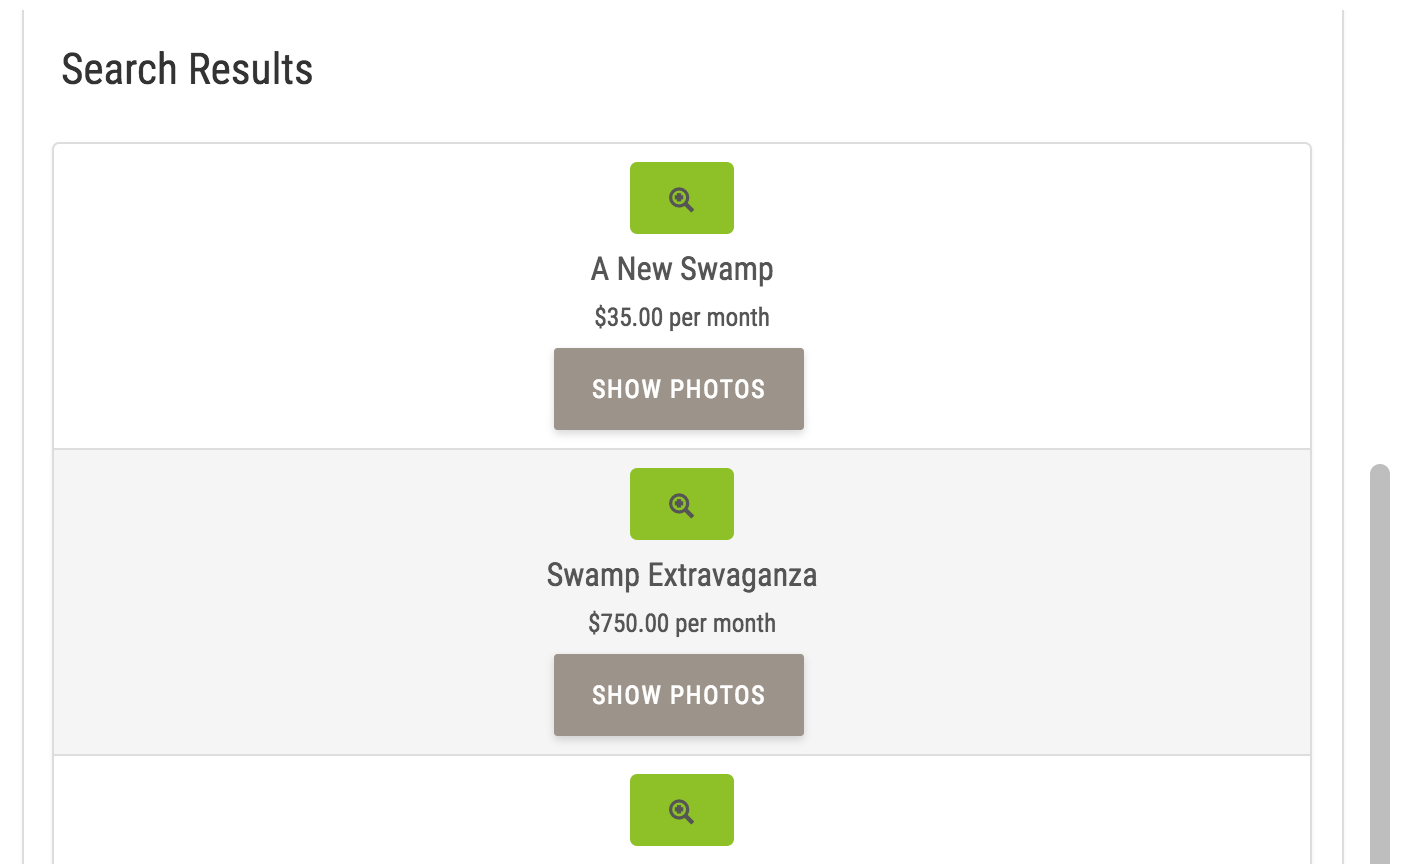 Search Results
A New Swamp
$35.00 per month
SHOW PHOTOS
Swamp Extravaganza
$750.00 per month
SHOW PHOTOS